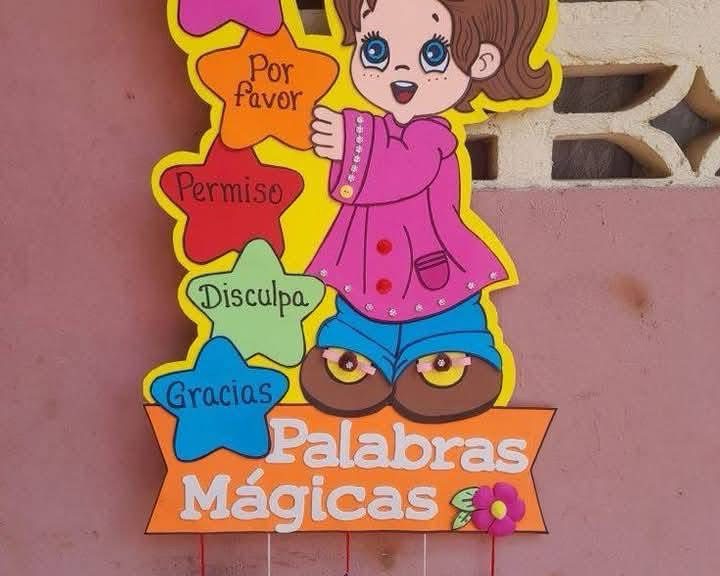 Por
favor
Permiso
Disculpa
Gracias
Palabras
Mágicas